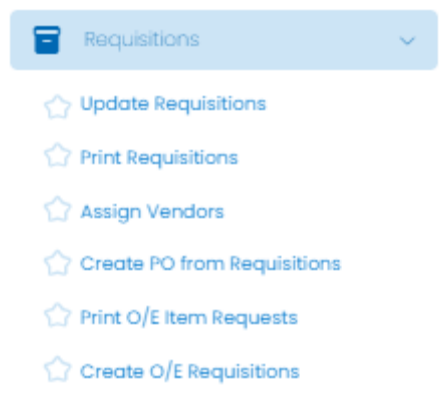 Requisitions
Update Requisitions
Print Requisitions
Assign Vendors
Create PO from Requisitions
Print O/E Item Requests
Create O/E Requisitions